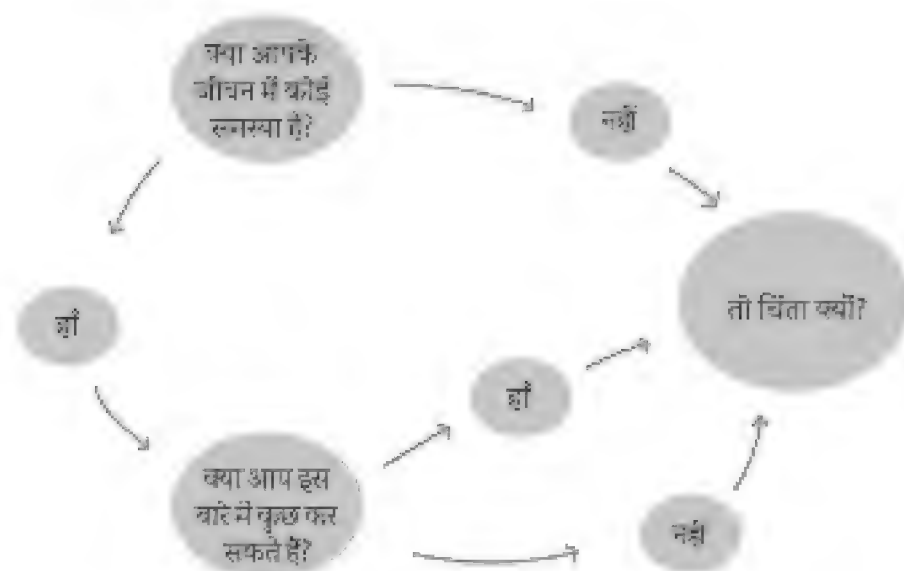 क्या आपके
जीवन में कोई
समस्या है?
नहीं
हाँ
तो चिंता क्यों?
हाँ
क्या आप इस
बारे में कुछ कर
सकते हैं?
नहीं